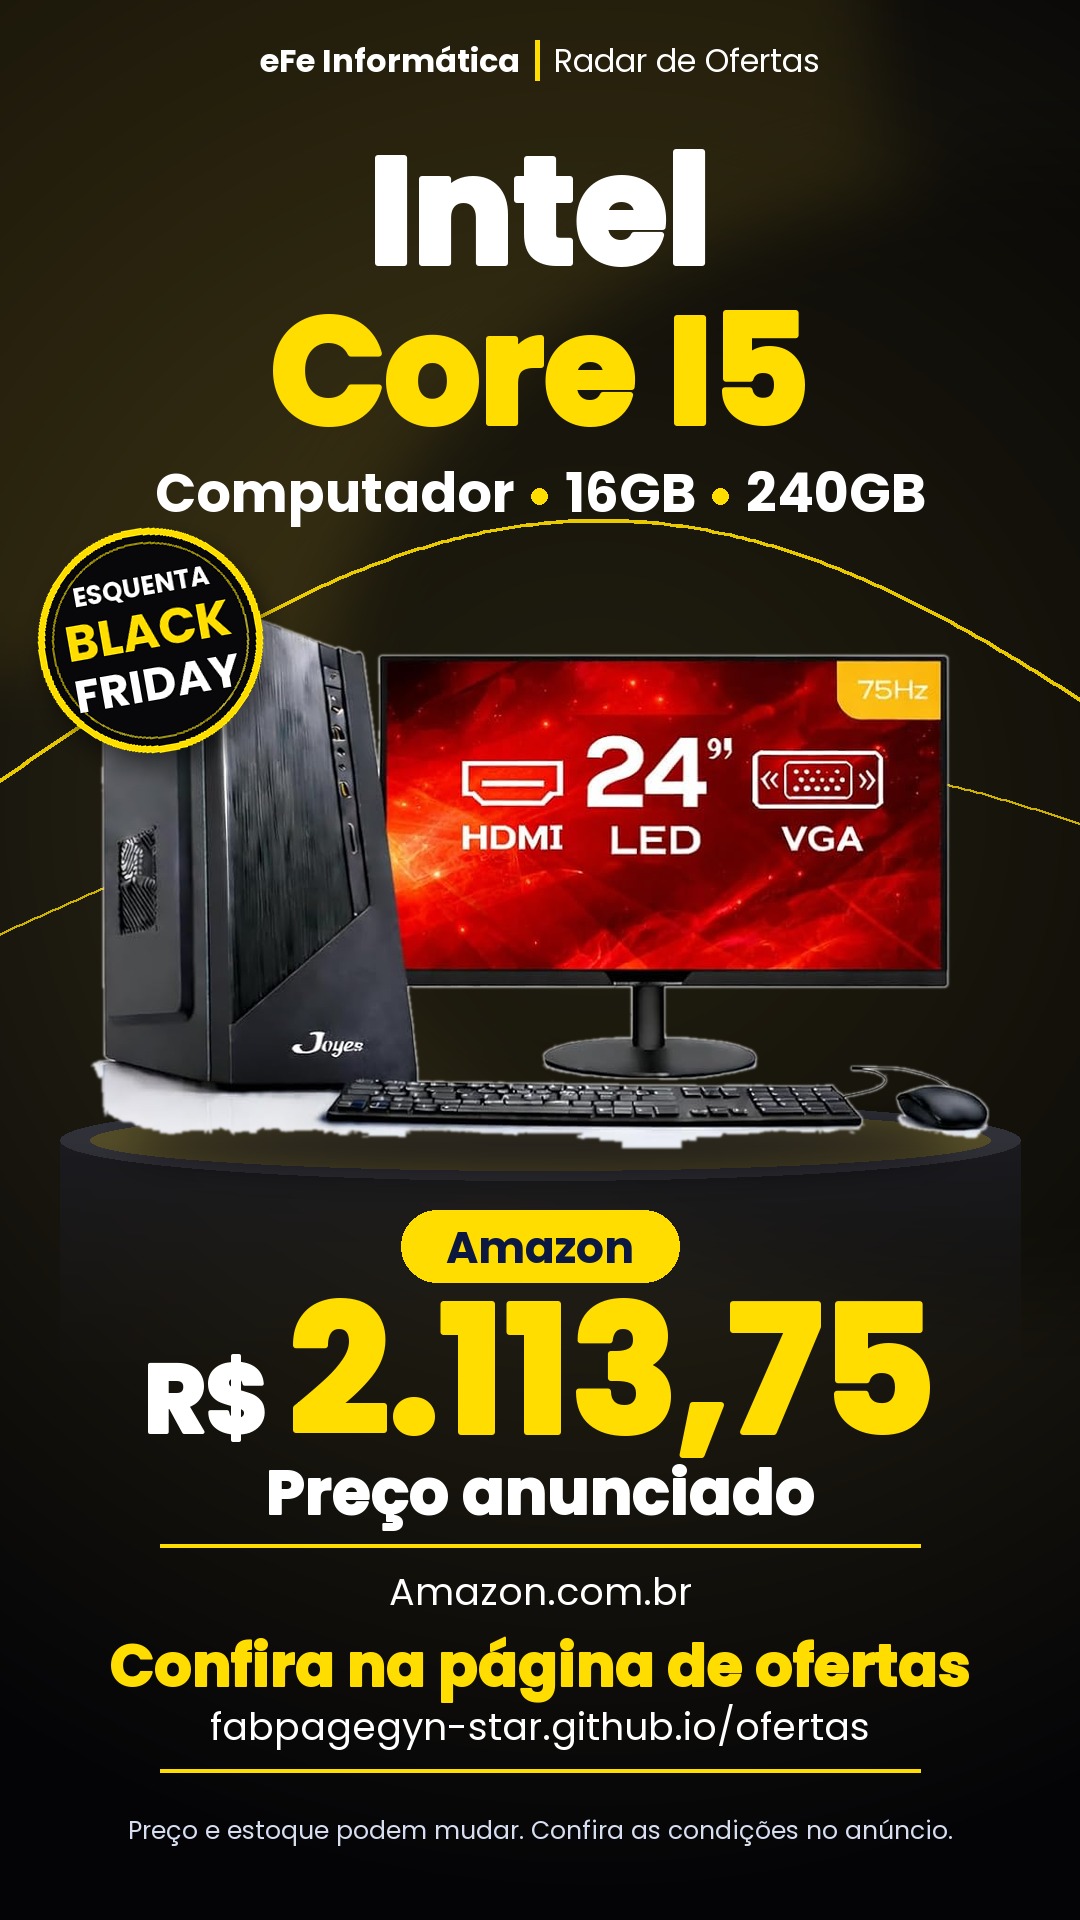 eFe Informática | Radar de Ofertas
Intel
Core I5
Computador • 16GB • 240GB
ESQUENTA
BLACK
FRIDAY
75Hz
24"
HDMI LED VGA
Joyes
Amazon
R$ 2.113,75
Preço anunciado
Amazon.com.br
Confira na página de ofertas
fabpagegyn-star.github.io/ofertas
Preço e estoque podem mudar. Confira as condições no anúncio.